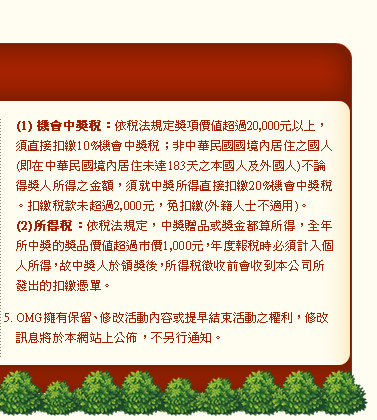 (1) 機會中獎稅：依稅法規定獎項價值超過20,000元以上，
須直接扣繳10%機會中獎稅；非中華民國國境內居住之國人
(即在中華民國境內居住未達183天之本國人及外國人)不論
得獎人所得之金額，須就中獎所得直接扣繳20%機會中獎稅
。扣繳稅款未超過2,000元，免扣繳(外籍人士不適用)。
(2)所得稅：依稅法規定，中獎贈品或獎金都算所得，全年
所中獎的獎品價值超過市價1,000元，年度報稅時必須計入個
人所得，故中獎人於領獎後，所得稅徵收前會收到本公司所
發出的扣繳憑單。
5. OMG擁有保留、修改活動內容或提早結束活動之權利，修改
訊息將於本網站上公佈，不另行通知。